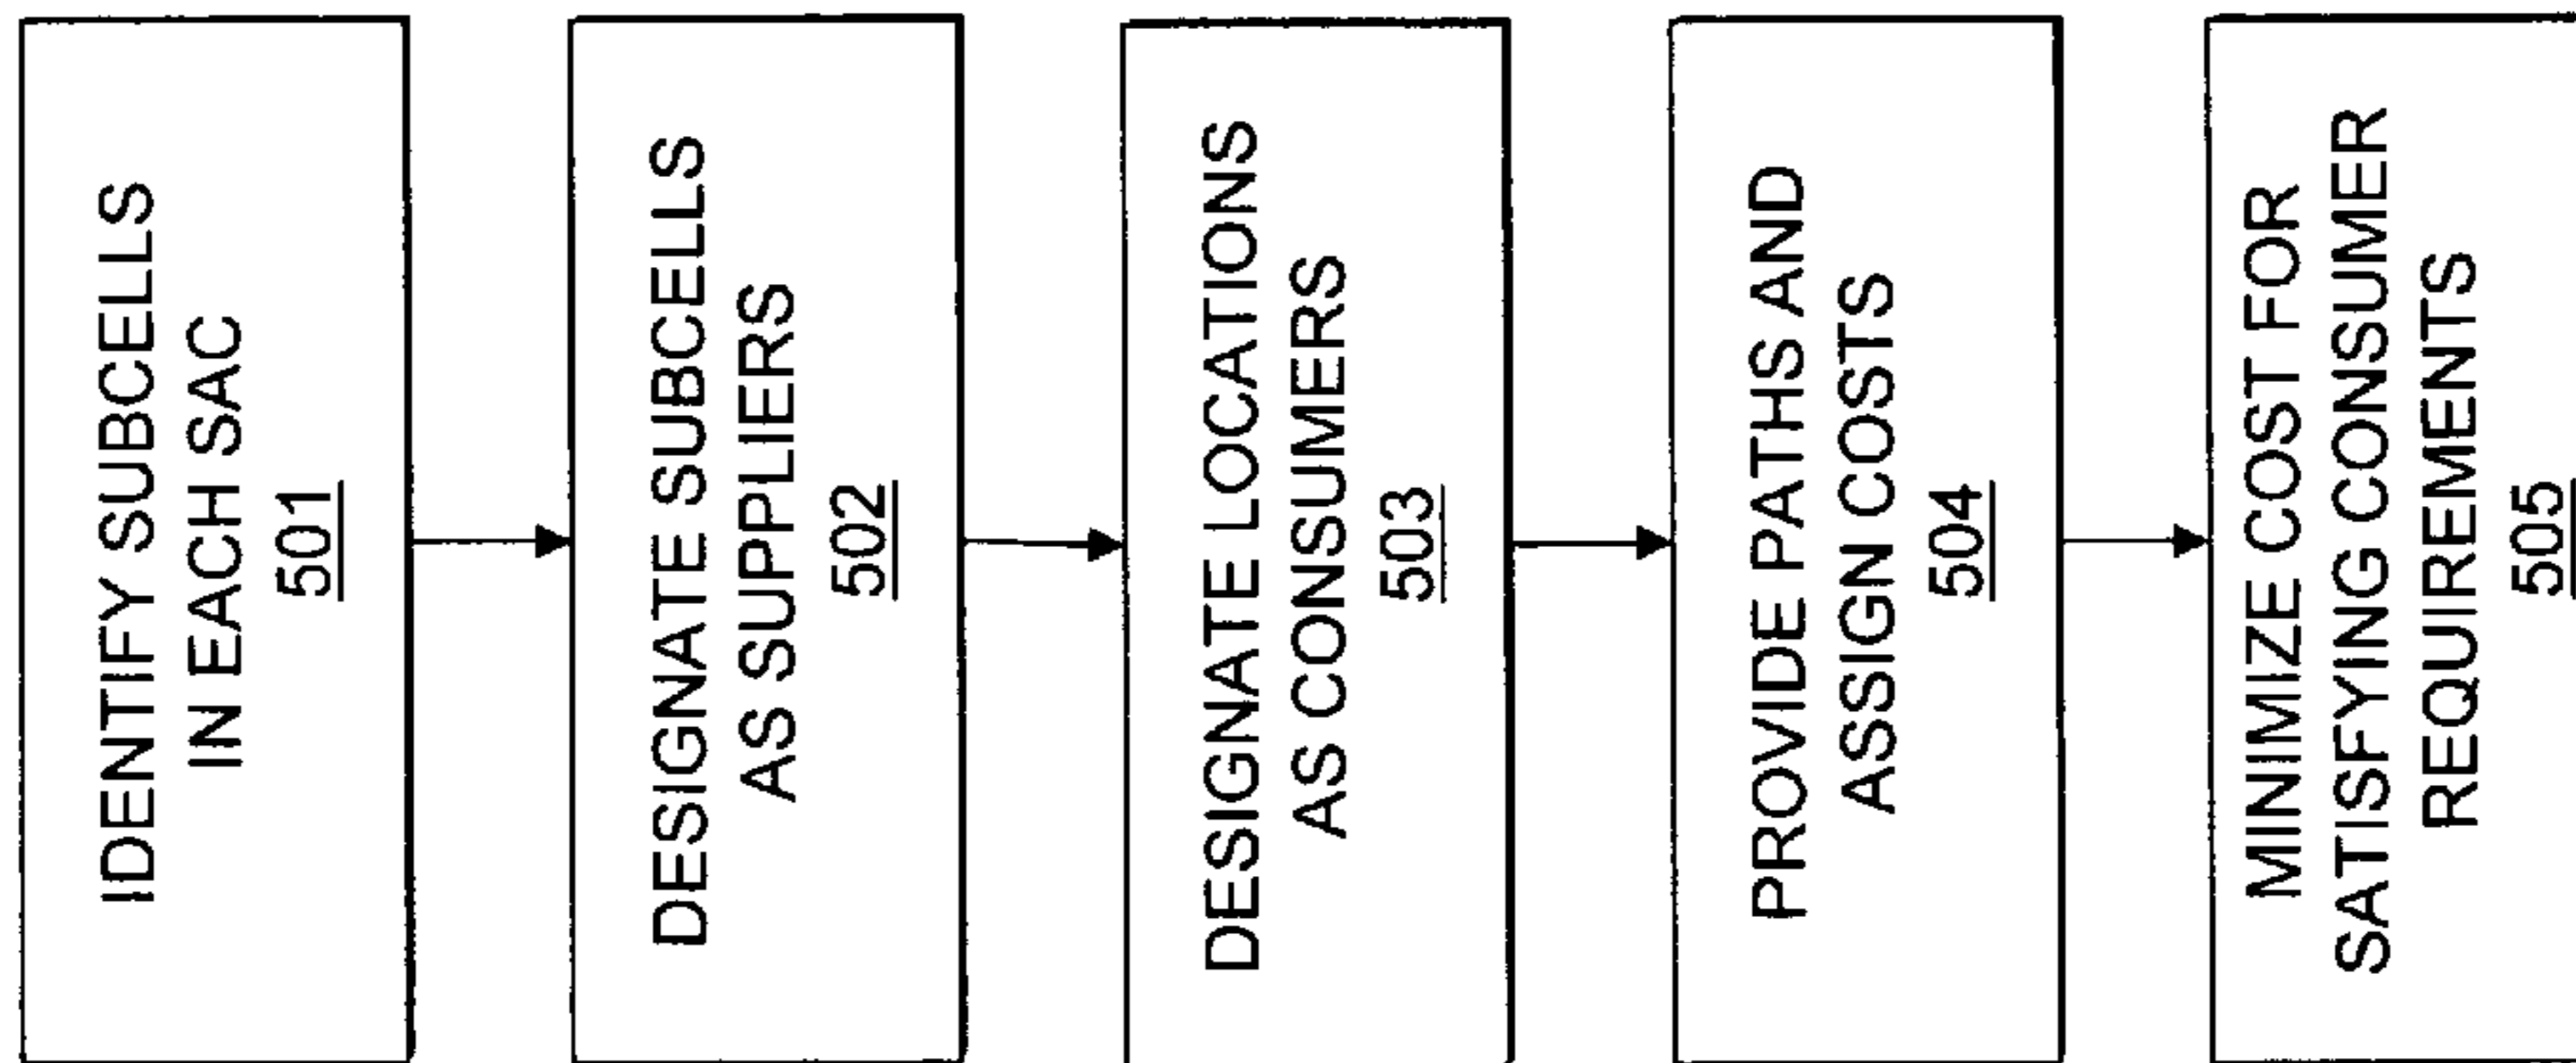 IDENTIFY SUBCELLS
IN EACH SAC
501
DESIGNATE SUBCELLS
AS SUPPLIERS
502
DESIGNATE LOCATIONS
AS CONSUMERS
503
PROVIDE PATHS AND
ASSIGN COSTS
504
MINIMIZE COST FOR
SATISFYING CONSUMER
REQUIREMENTS
505